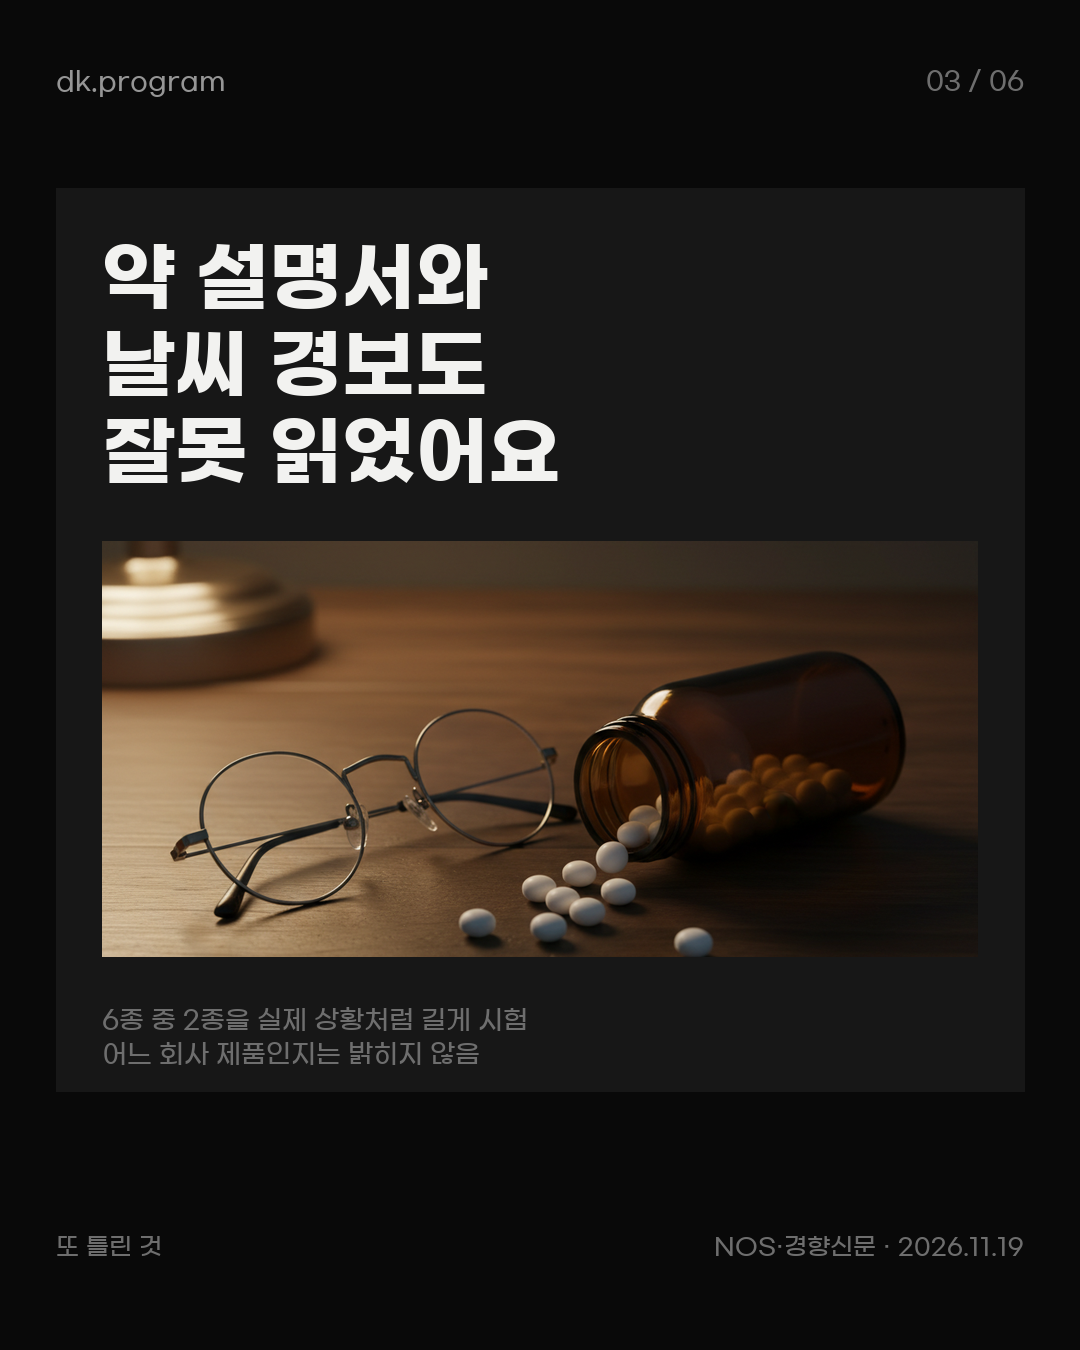 dk.program
03 / 06
약 설명서와
날씨 경보도
잘못 읽었어요
6종 중 2종을 실제 상황처럼 길게 시험
어느 회사 제품인지는 밝히지 않음
또 틀린 것
NOS·경향신문 · 2026.11.19